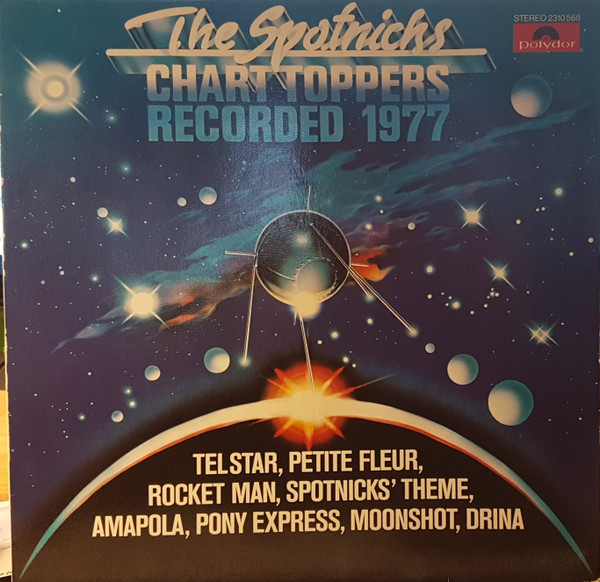 The Spotnicks
STEREO 2310 568
polydor
CHART TOPPERS
RECORDED 1977
TELSTAR, PETITE FLEUR,
ROCKET MAN, SPOTNICKS' THEME,
AMAPOLA, PONY EXPRESS, MOONSHOT, DRINA